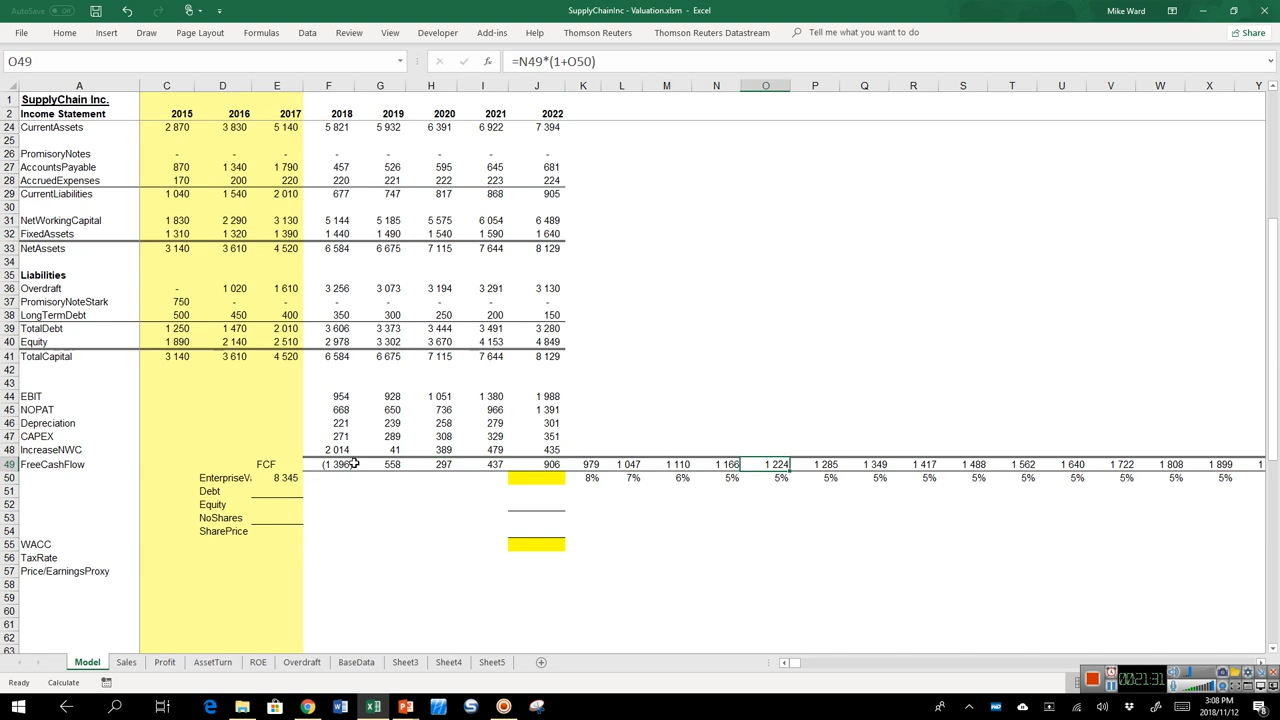 AutoSave Off SupplyChainInc - Valuation.xlsm - Excel Mike Ward
File Home Insert Draw Page Layout Formulas Data Review View Developer Add-ins Help Thomson Reuters Thomson Reuters Datastream Tell me what you want to do Share
O49 fx =N49*(1+O50)
A C D E F G H I J K L M N O P Q R S T U V W X Y
1 SupplyChain Inc.
2 Income Statement 2015 2016 2017 2018 2019 2020 2021 2022
24 CurrentAssets 2 870 3 830 5 140 5 821 5 932 6 391 6 922 7 394
25
26 PromisoryNotes - - - - - - - -
27 AccountsPayable 870 1 340 1 790 457 526 595 645 681
28 AccruedExpenses 170 200 220 220 221 222 223 224
29 CurrentLiabilities 1 040 1 540 2 010 677 747 817 868 905
30
31 NetWorkingCapital 1 830 2 290 3 130 5 144 5 185 5 575 6 054 6 489
32 FixedAssets 1 310 1 320 1 390 1 440 1 490 1 540 1 590 1 640
33 NetAssets 3 140 3 610 4 520 6 584 6 675 7 115 7 644 8 129
34
35 Liabilities
36 Overdraft - 1 020 1 610 3 256 3 073 3 194 3 291 3 130
37 PromisoryNoteStark 750 - - - - - - -
38 LongTermDebt 500 450 400 350 300 250 200 150
39 TotalDebt 1 250 1 470 2 010 3 606 3 373 3 444 3 491 3 280
40 Equity 1 890 2 140 2 510 2 978 3 302 3 670 4 153 4 849
41 TotalCapital 3 140 3 610 4 520 6 584 6 675 7 115 7 644 8 129
42
43
44 EBIT 954 928 1 051 1 380 1 988
45 NOPAT 668 650 736 966 1 391
46 Depreciation 221 239 258 279 301
47 CAPEX 271 289 308 329 351
48 IncreaseNWC 2 014 41 389 479 435
49 FreeCashFlow FCF (1 396) 558 297 437 906 979 1 047 1 110 1 166 1 224 1 285 1 349 1 417 1 488 1 562 1 640 1 722 1 808 1 899 1
50 EnterpriseVa 8 345 8% 7% 6% 5% 5% 5% 5% 5% 5% 5% 5% 5% 5% 5%
51 Debt
52 Equity
53 NoShares
54 SharePrice
55 WACC
56 TaxRate
57 Price/EarningsProxy
58
59
60
61
62
63
Model Sales Profit AssetTurn ROE Overdraft BaseData Sheet3 Sheet4 Sheet5
Ready Calculate
00:21:31
3:08 PM
2018/11/12